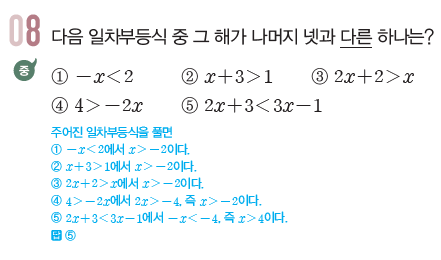 08 다음 일차부등식 중 그 해가 나머지 넷과 다른 하나는?
중
① −x<2 ② x+3>1 ③ 2x+2>x
④ 4>−2x ⑤ 2x+3<3x−1
주어진 일차부등식을 풀면
① −x<2에서 x>−2이다.
② x+3>1에서 x>−2이다.
③ 2x+2>x에서 x>−2이다.
④ 4>−2x에서 2x>−4, 즉 x>−2이다.
⑤ 2x+3<3x−1에서 −x<−4, 즉 x>4이다.
답 ⑤